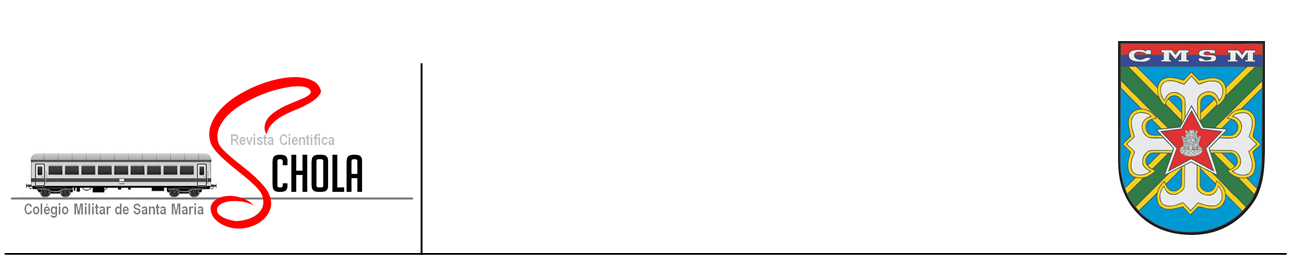 Revista Científica
SCHOLA
Colégio Militar de Santa Maria
CMSM